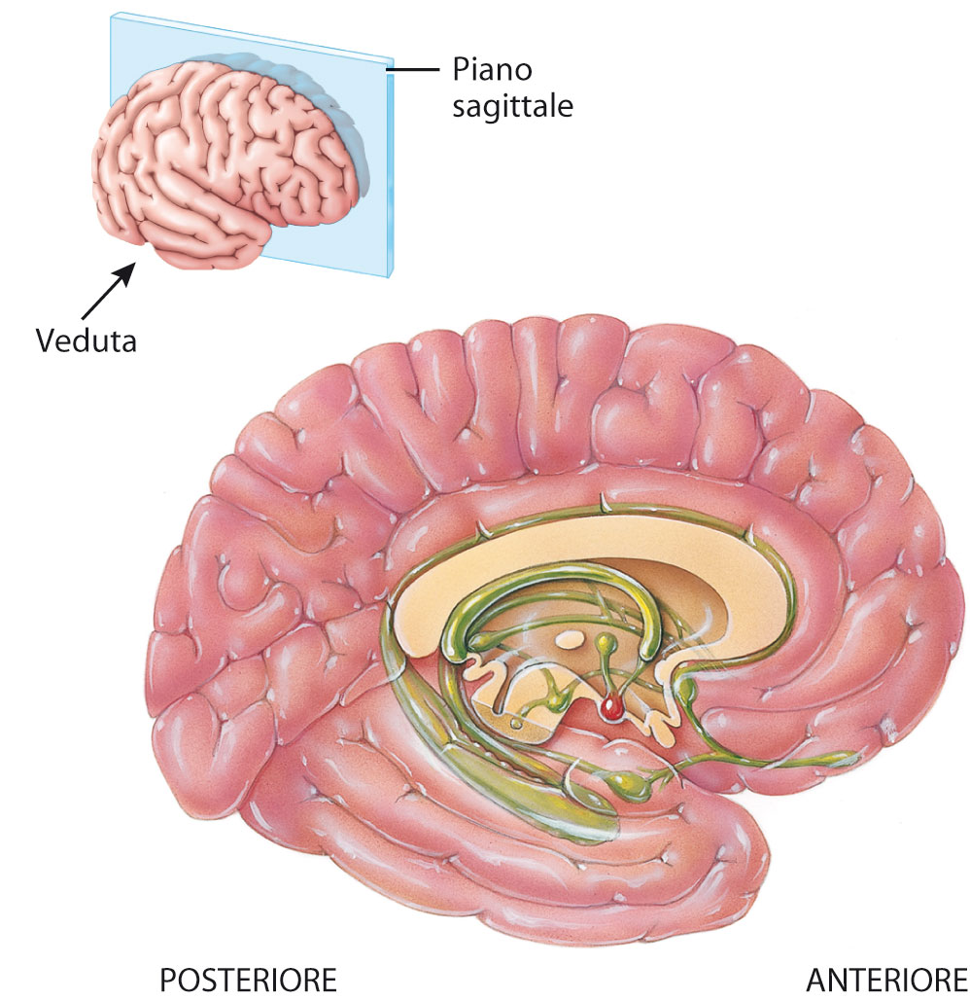 Piano
sagittale
Veduta
POSTERIORE
ANTERIORE